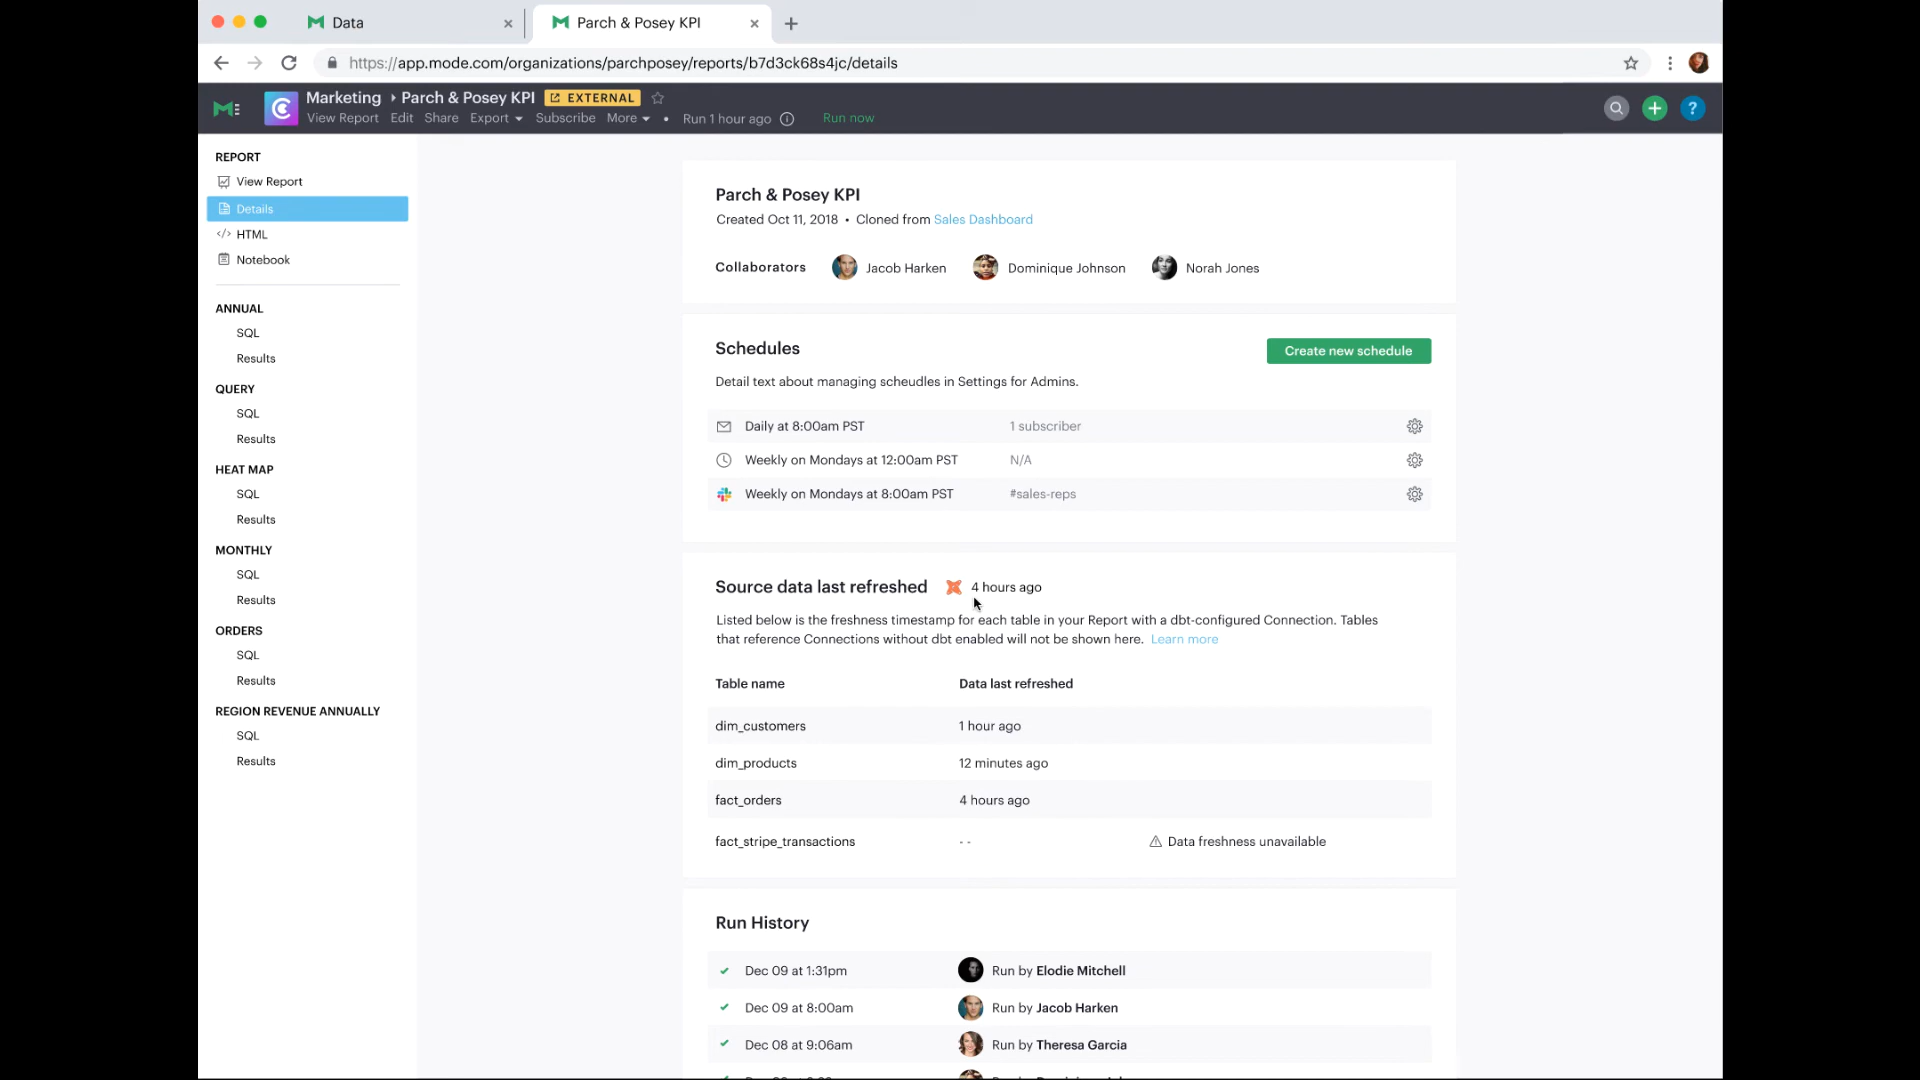 Data
Parch & Posey KPI
https://app.mode.com/organizations/parchposey/reports/b7d3ck68s4jc/details
Marketing › Parch & Posey KPI EXTERNAL
View Report Edit Share Export Subscribe More • Run 1 hour ago Run now
REPORT
View Report
Details
HTML
Notebook
ANNUAL
SQL
Results
QUERY
SQL
Results
HEAT MAP
SQL
Results
MONTHLY
SQL
Results
ORDERS
SQL
Results
REGION REVENUE ANNUALLY
SQL
Results
Parch & Posey KPI
Created Oct 11, 2018 • Cloned from Sales Dashboard
Collaborators Jacob Harken Dominique Johnson Norah Jones
Schedules
Create new schedule
Detail text about managing scheudles in Settings for Admins.
Daily at 8:00am PST 1 subscriber
Weekly on Mondays at 12:00am PST N/A
Weekly on Mondays at 8:00am PST #sales-reps
Source data last refreshed 4 hours ago
Listed below is the freshness timestamp for each table in your Report with a dbt-configured Connection. Tables
that reference Connections without dbt enabled will not be shown here. Learn more
Table name Data last refreshed
dim_customers 1 hour ago
dim_products 12 minutes ago
fact_orders 4 hours ago
fact_stripe_transactions -- Data freshness unavailable
Run History
Dec 09 at 1:31pm Run by Elodie Mitchell
Dec 09 at 8:00am Run by Jacob Harken
Dec 08 at 9:06am Run by Theresa Garcia